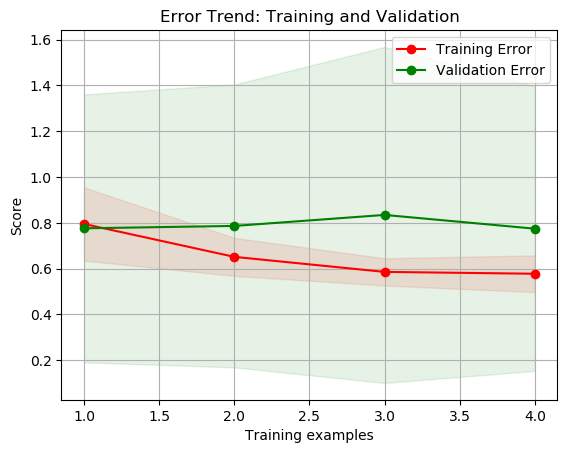 Error Trend: Training and Validation
Training Error
Validation Error
Score
1.6
1.4
1.2
1.0
0.8
0.6
0.4
0.2
1.0 1.5 2.0 2.5 3.0 3.5 4.0
Training examples